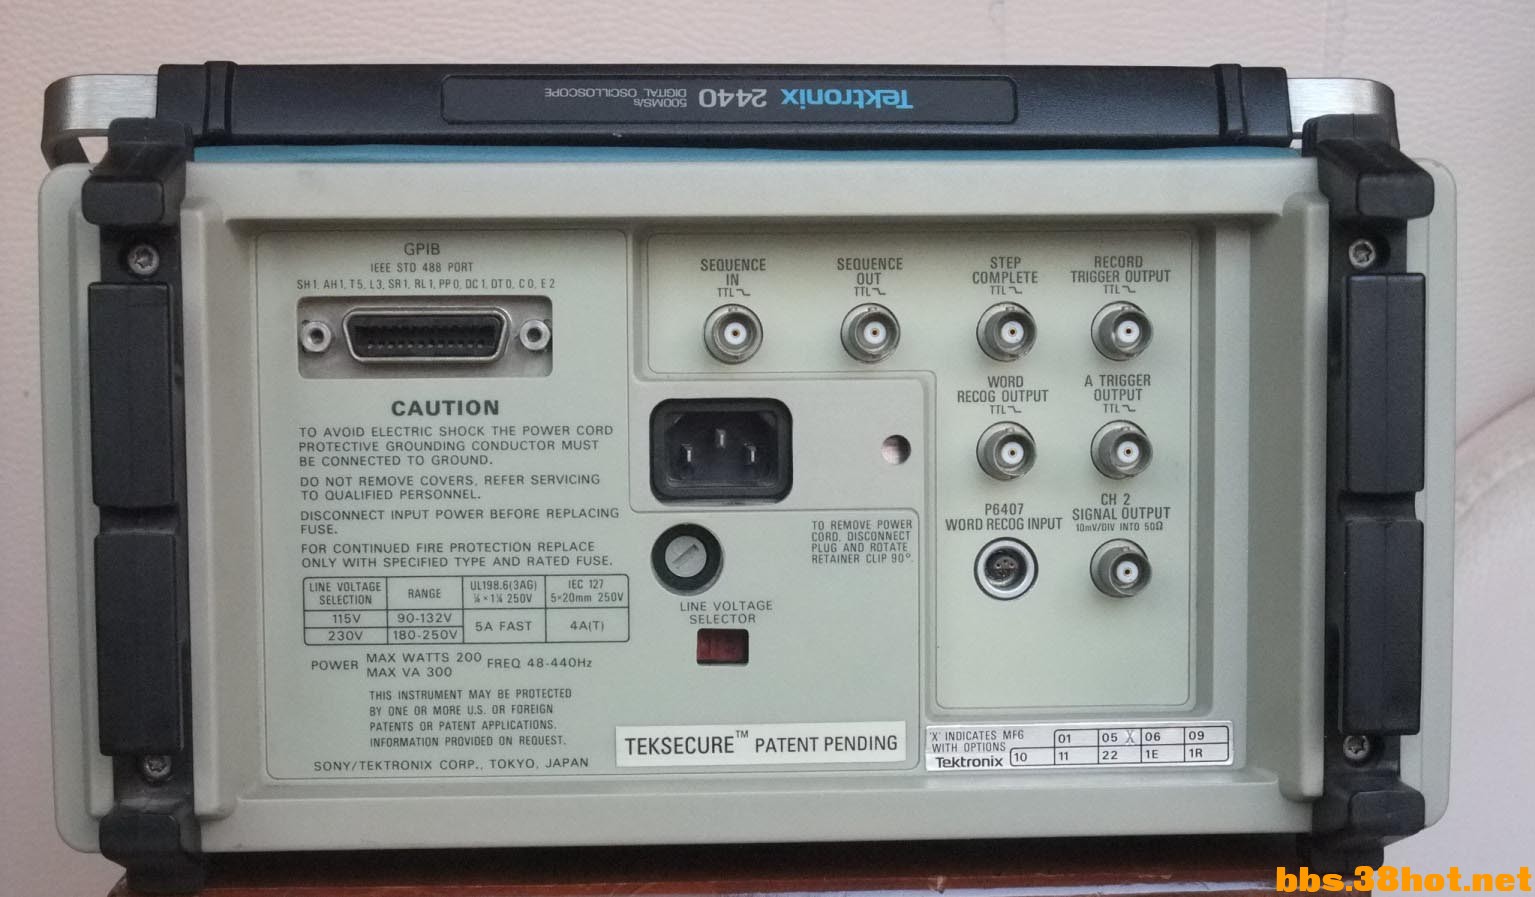 Tektronix 2440 500MS/s
DIGITAL OSCILLOSCOPE
GPIB
IEEE STD 488 PORT
SH1, AH1, T5, L3, SR1, RL1, PP0, DC1, DT0, C0, E2
CAUTION
TO AVOID ELECTRIC SHOCK THE POWER CORD
PROTECTIVE GROUNDING CONDUCTOR MUST
BE CONNECTED TO GROUND.
DO NOT REMOVE COVERS, REFER SERVICING
TO QUALIFIED PERSONNEL.
DISCONNECT INPUT POWER BEFORE REPLACING
FUSE.
FOR CONTINUED FIRE PROTECTION REPLACE
ONLY WITH SPECIFIED TYPE AND RATED FUSE.
LINE VOLTAGE
SELECTION
RANGE
UL198.6(3AG)
¼×1¼ 250V
IEC 127
5×20mm 250V
115V
90-132V
5A FAST
4A(T)
230V
180-250V
POWER MAX WATTS 200 FREQ 48-440Hz
MAX VA 300
THIS INSTRUMENT MAY BE PROTECTED
BY ONE OR MORE U.S. OR FOREIGN
PATENTS OR PATENT APPLICATIONS.
INFORMATION PROVIDED ON REQUEST.
SONY/TEKTRONIX CORP., TOKYO, JAPAN
SEQUENCE
IN
TTL
SEQUENCE
OUT
TTL
STEP
COMPLETE
TTL
RECORD
TRIGGER OUTPUT
TTL
WORD
RECOG OUTPUT
TTL
A TRIGGER
OUTPUT
TTL
P6407
WORD RECOG INPUT
CH 2
SIGNAL OUTPUT
10mV/DIV INTO 50Ω
TO REMOVE POWER
CORD, DISCONNECT
PLUG AND ROTATE
RETAINER CLIP 90°.
LINE VOLTAGE
SELECTOR
TEKSECURE™ PATENT PENDING
'X' INDICATES MFG
WITH OPTIONS
Tektronix
01 05 X 06 09
10 11 22 1E 1R
bbs.38hot.net